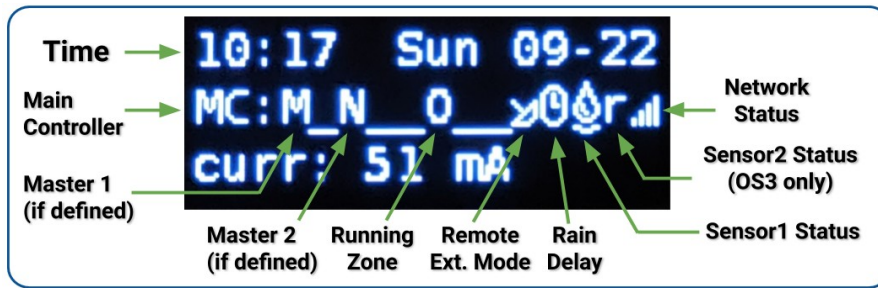 Time
10:17 Sun 09-22
Main
Controller
MC:M_N___O___r
Network
Status
curr: 51 mA
Master 1
(if defined)
Master 2
(if defined)
Running
Zone
Remote
Ext. Mode
Rain
Delay
Sensor2 Status
(OS3 only)
Sensor1 Status